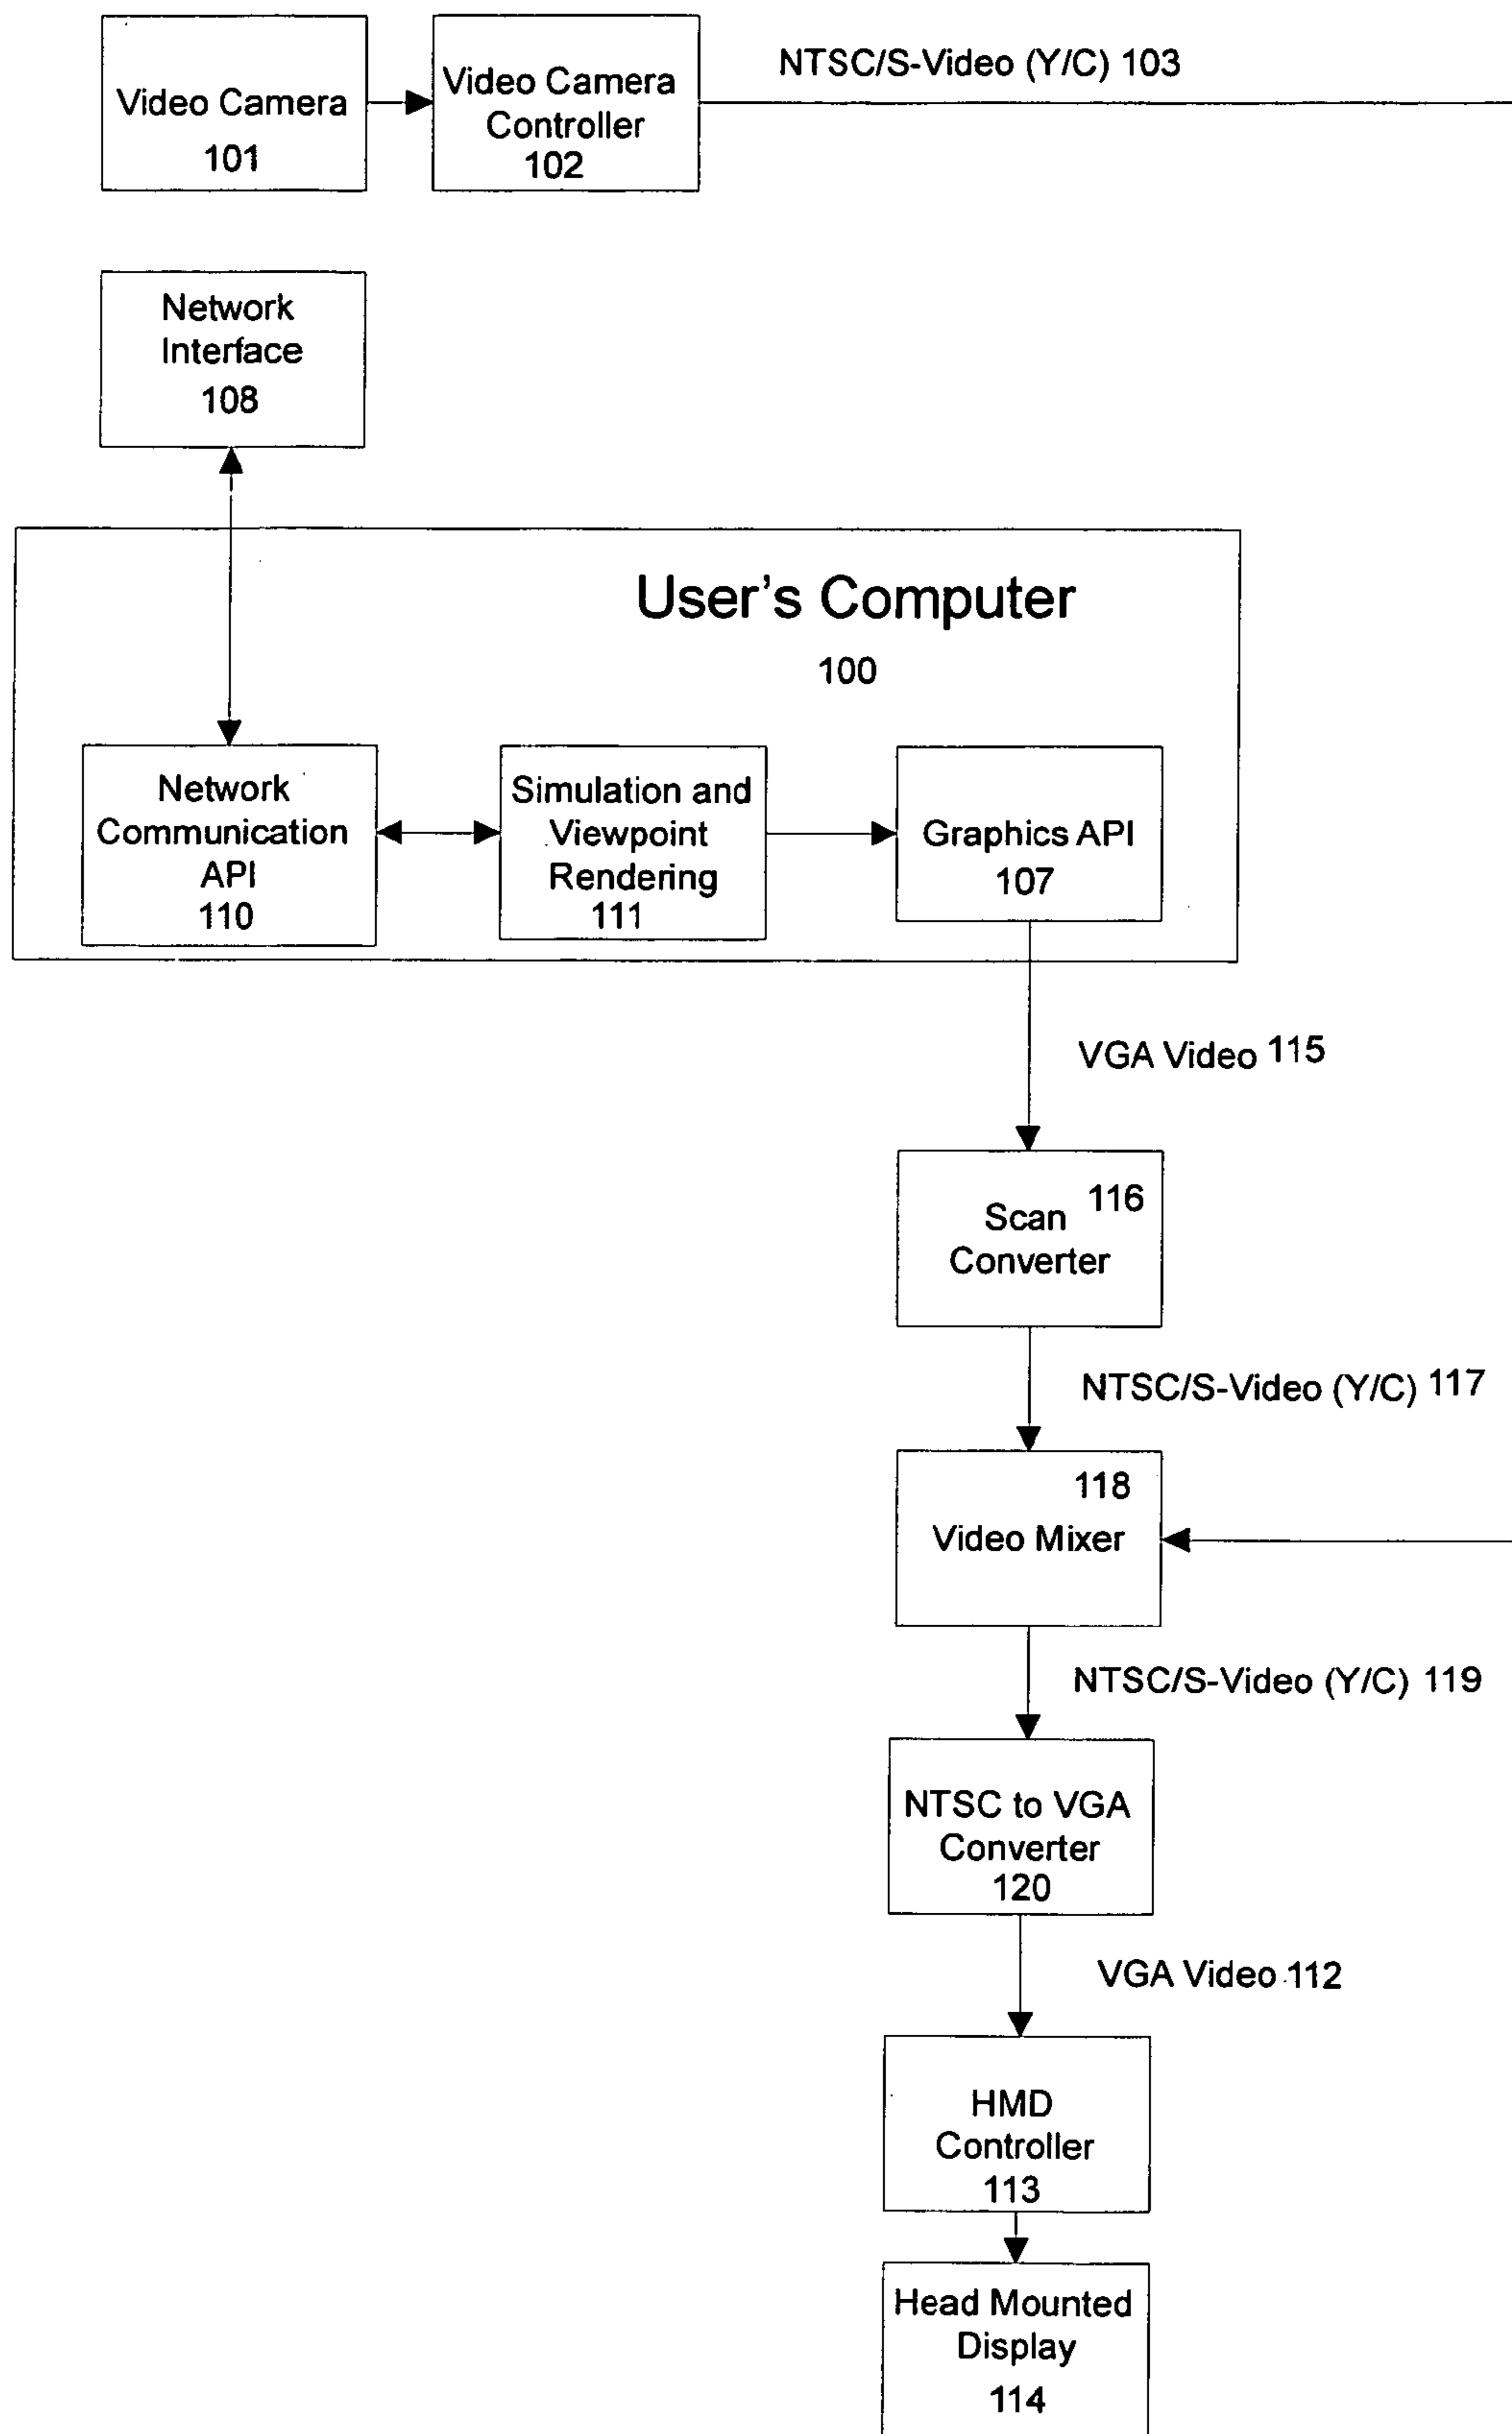 Video Camera
101
Video Camera
Controller
102
NTSC/S-Video (Y/C) 103
Network
Interface
108
User's Computer
100
Network
Communication
API
110
Simulation and
Viewpoint
Rendering
111
Graphics API
107
VGA Video 115
116
Scan
Converter
NTSC/S-Video (Y/C) 117
118
Video Mixer
NTSC/S-Video (Y/C) 119
NTSC to VGA
Converter
120
VGA Video 112
HMD
Controller
113
Head Mounted
Display
114